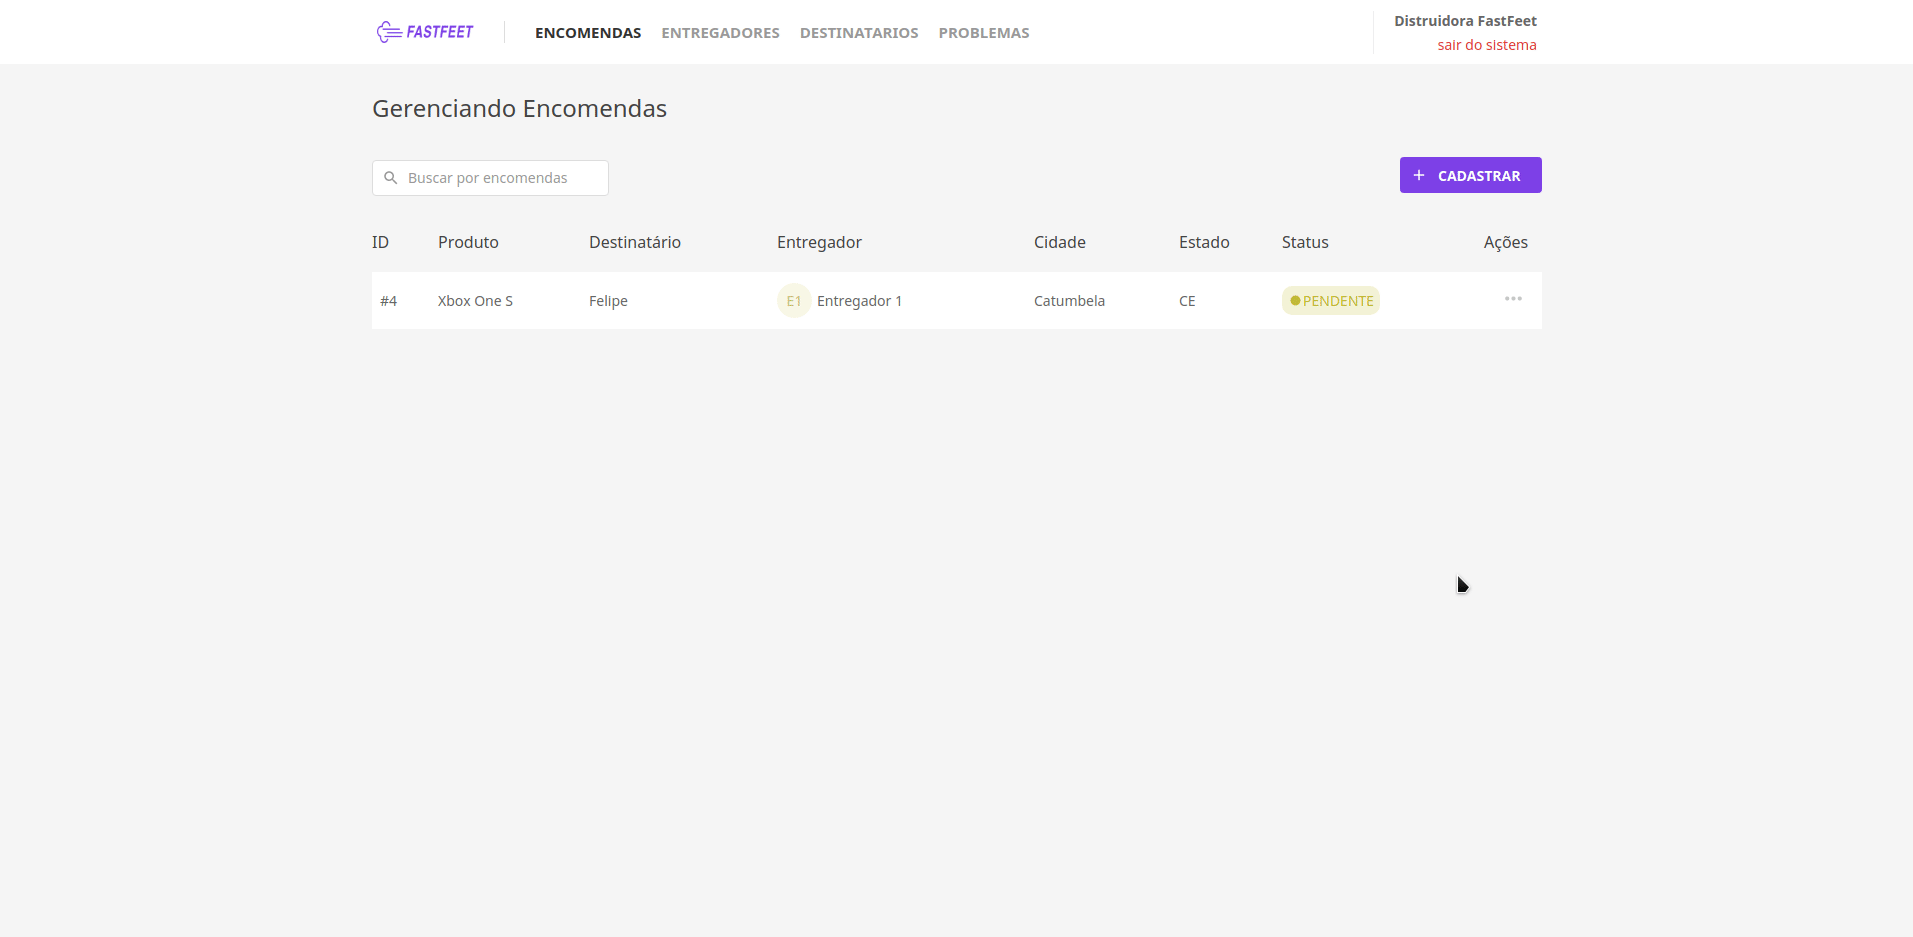 FASTFEET ENCOMENDAS ENTREGADORES DESTINATARIOS PROBLEMAS Distruidora FastFeet
sair do sistema
Gerenciando Encomendas
Buscar por encomendas + CADASTRAR
ID Produto Destinatário Entregador Cidade Estado Status Ações
#4 Xbox One S Felipe E1 Entregador 1 Catumbela CE PENDENTE